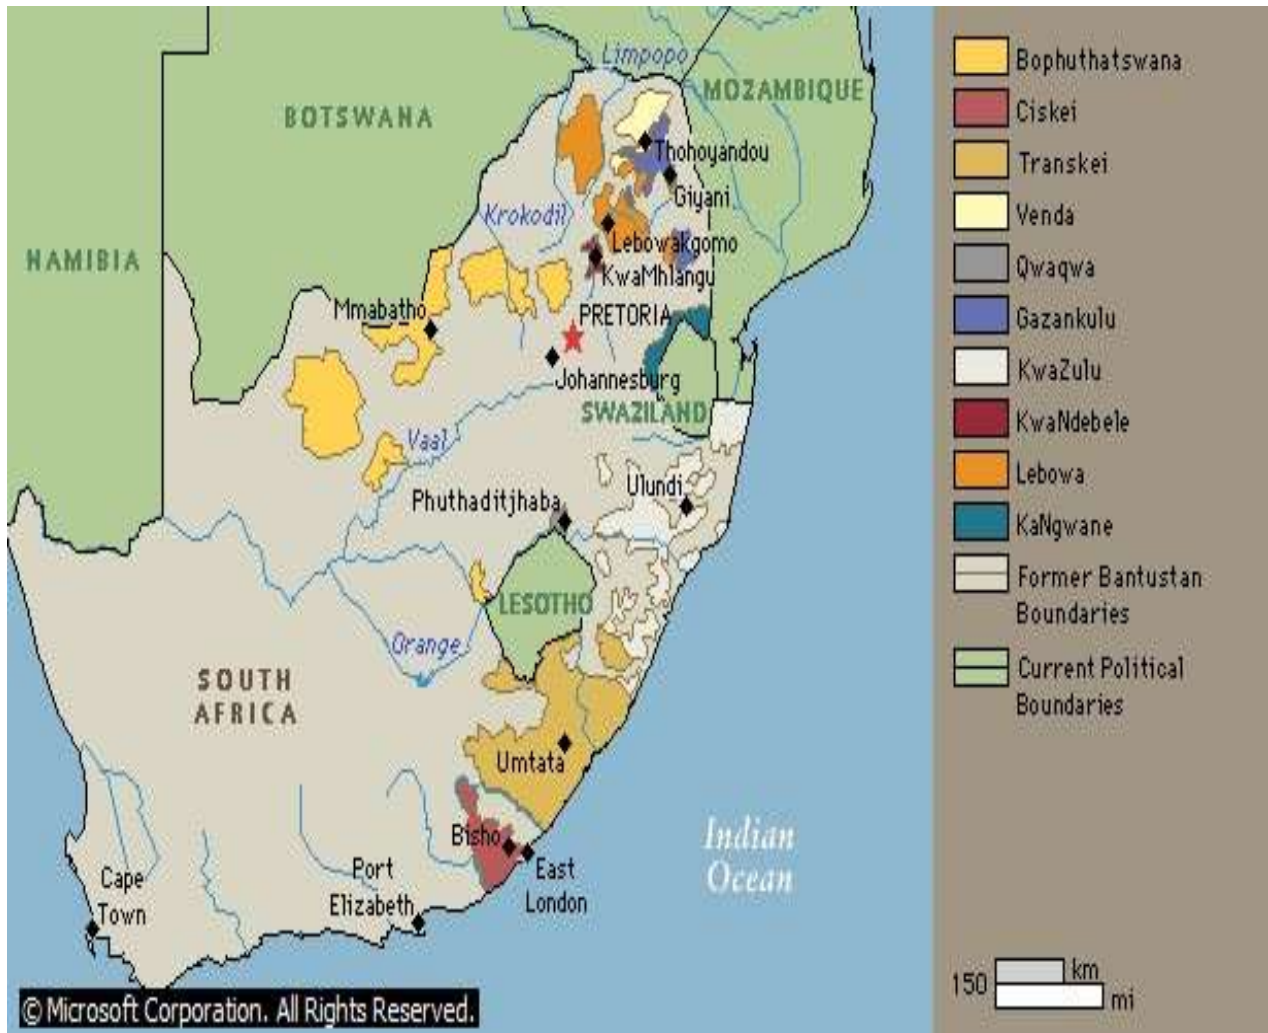 Limpopo
MOZAMBIQUE
BOTSWANA
Thohoyandou
Giyani
Krokodil
Lebowakgomo
NAMIBIA
KwaMhlangu
Mmabatho
PRETORIA
Johannesburg
SWAZILAND
Vaal
Ulundi
Phuthaditjhaba
LESOTHO
Orange
SOUTH
AFRICA
Umtata
Bisho
East
London
Port
Elizabeth
Cape
Town
Indian
Ocean
© Microsoft Corporation. All Rights Reserved.
Bophuthatswana
Ciskei
Transkei
Venda
Qwaqwa
Gazankulu
KwaZulu
KwaNdebele
Lebowa
KaNgwane
Former Bantustan
Boundaries
Current Political
Boundaries
150
km
mi